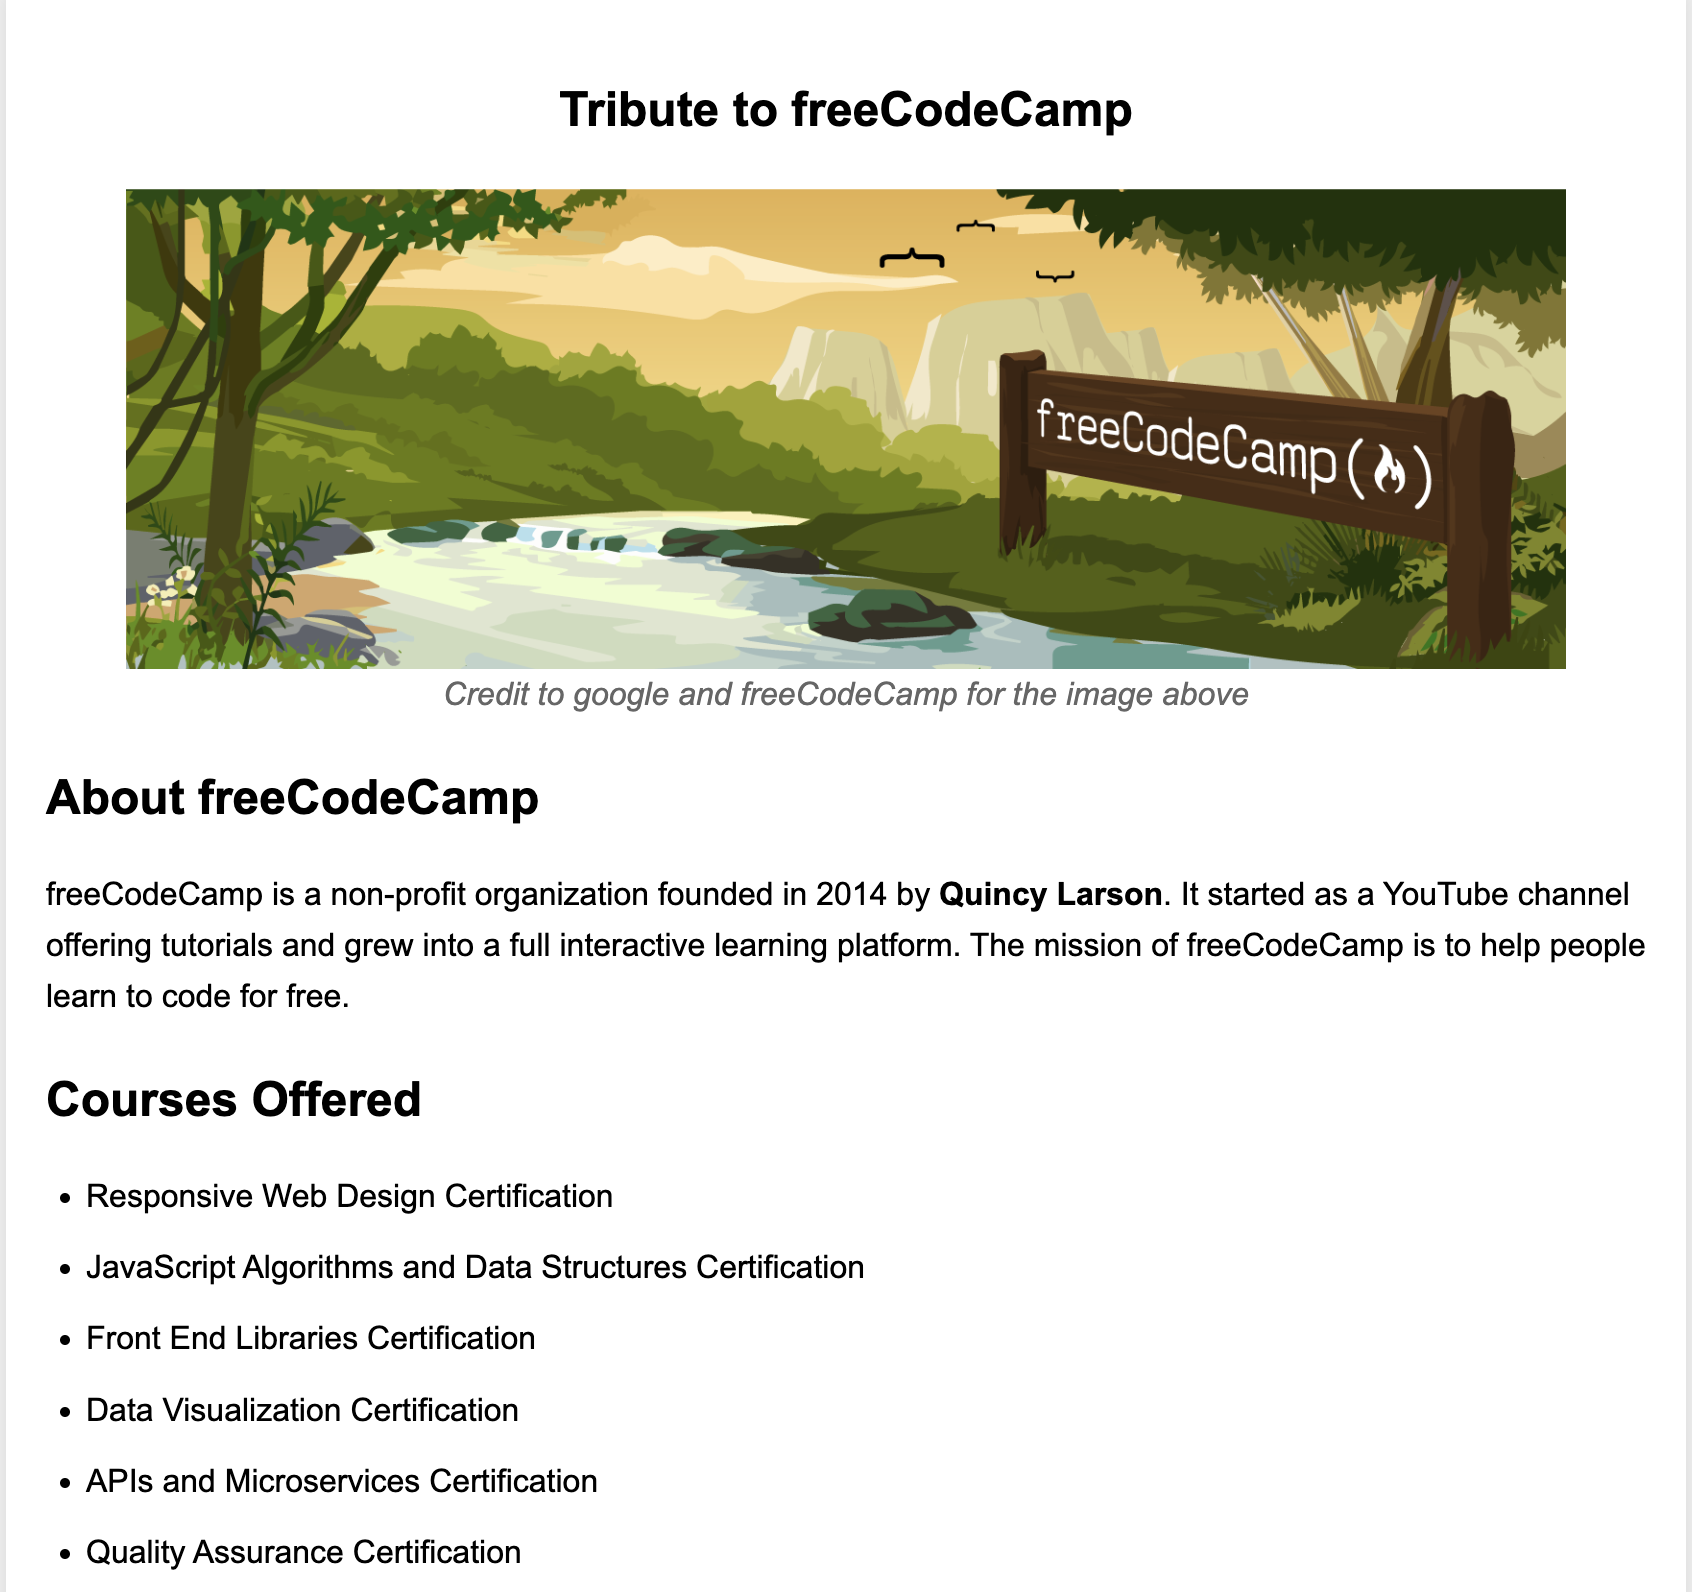 Tribute to freeCodeCamp
freeCodeCamp(🔥)
Credit to google and freeCodeCamp for the image above
About freeCodeCamp
freeCodeCamp is a non-profit organization founded in 2014 by Quincy Larson. It started as a YouTube channel
offering tutorials and grew into a full interactive learning platform. The mission of freeCodeCamp is to help people
learn to code for free.
Courses Offered
• Responsive Web Design Certification
• JavaScript Algorithms and Data Structures Certification
• Front End Libraries Certification
• Data Visualization Certification
• APIs and Microservices Certification
• Quality Assurance Certification